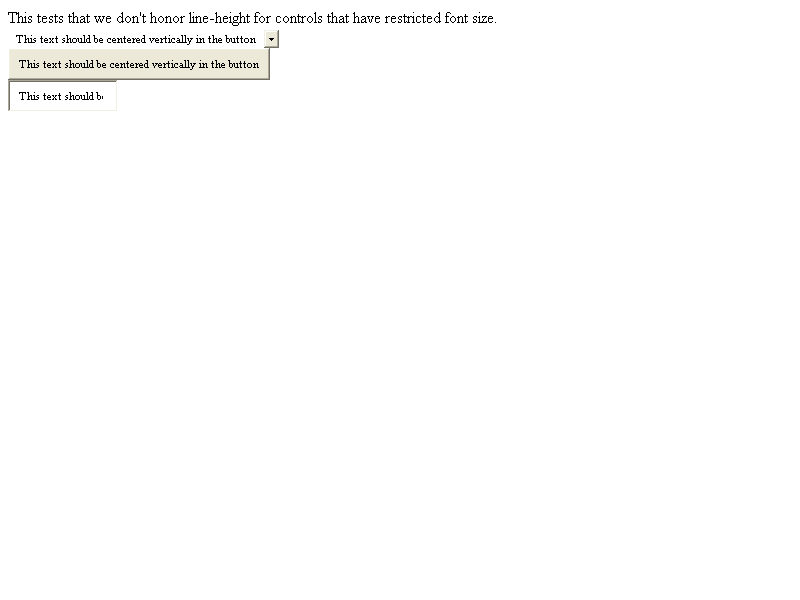 This tests that we don't honor line-height for controls that have restricted font size.
This text should be centered vertically in the button
This text should be centered vertically in the button
This text should